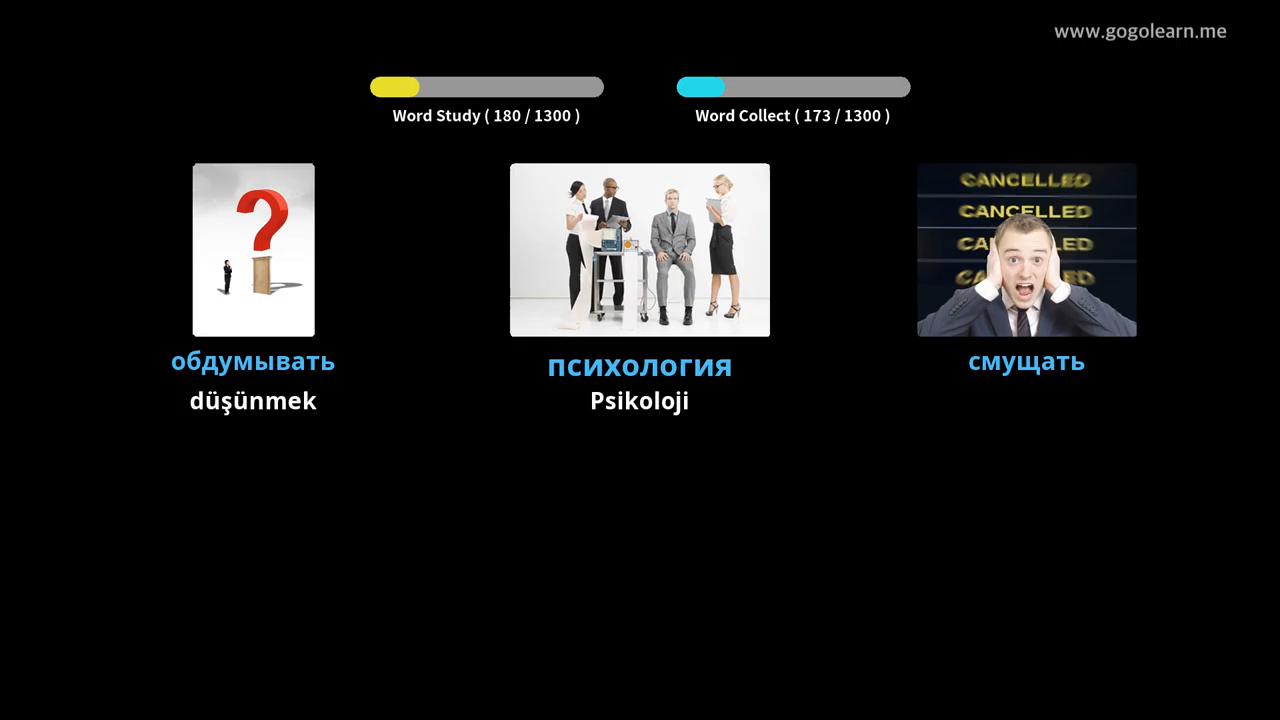 www.gogolearn.me
Word Study ( 180 / 1300 )
Word Collect ( 173 / 1300 )
CANCELLED
CANCELLED
обдумывать
düşünmek
психология
Psikoloji
смущать